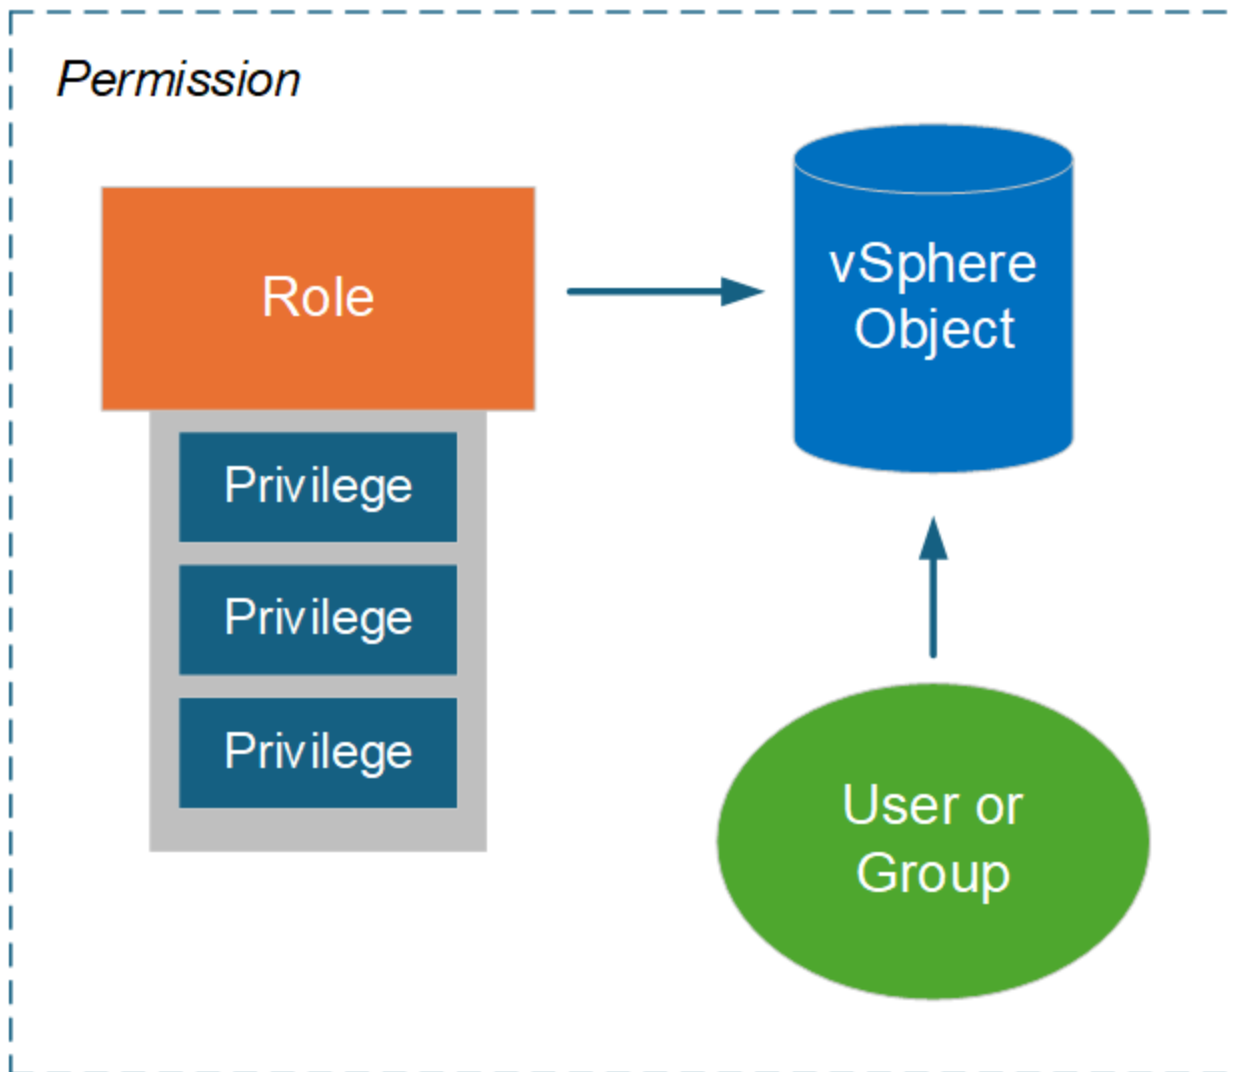 Permission
Role
vSphere
Object
Privilege
Privilege
Privilege
User or
Group